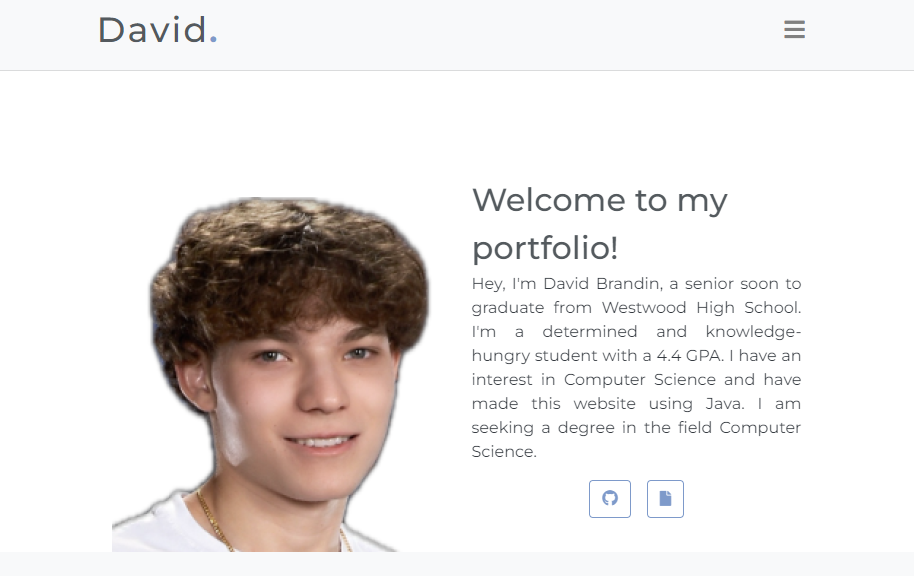 David.
Welcome to my
portfolio!
Hey, I'm David Brandin, a senior soon to
graduate from Westwood High School.
I'm a determined and knowledge-
hungry student with a 4.4 GPA. I have an
interest in Computer Science and have
made this website using Java. I am
seeking a degree in the field Computer
Science.